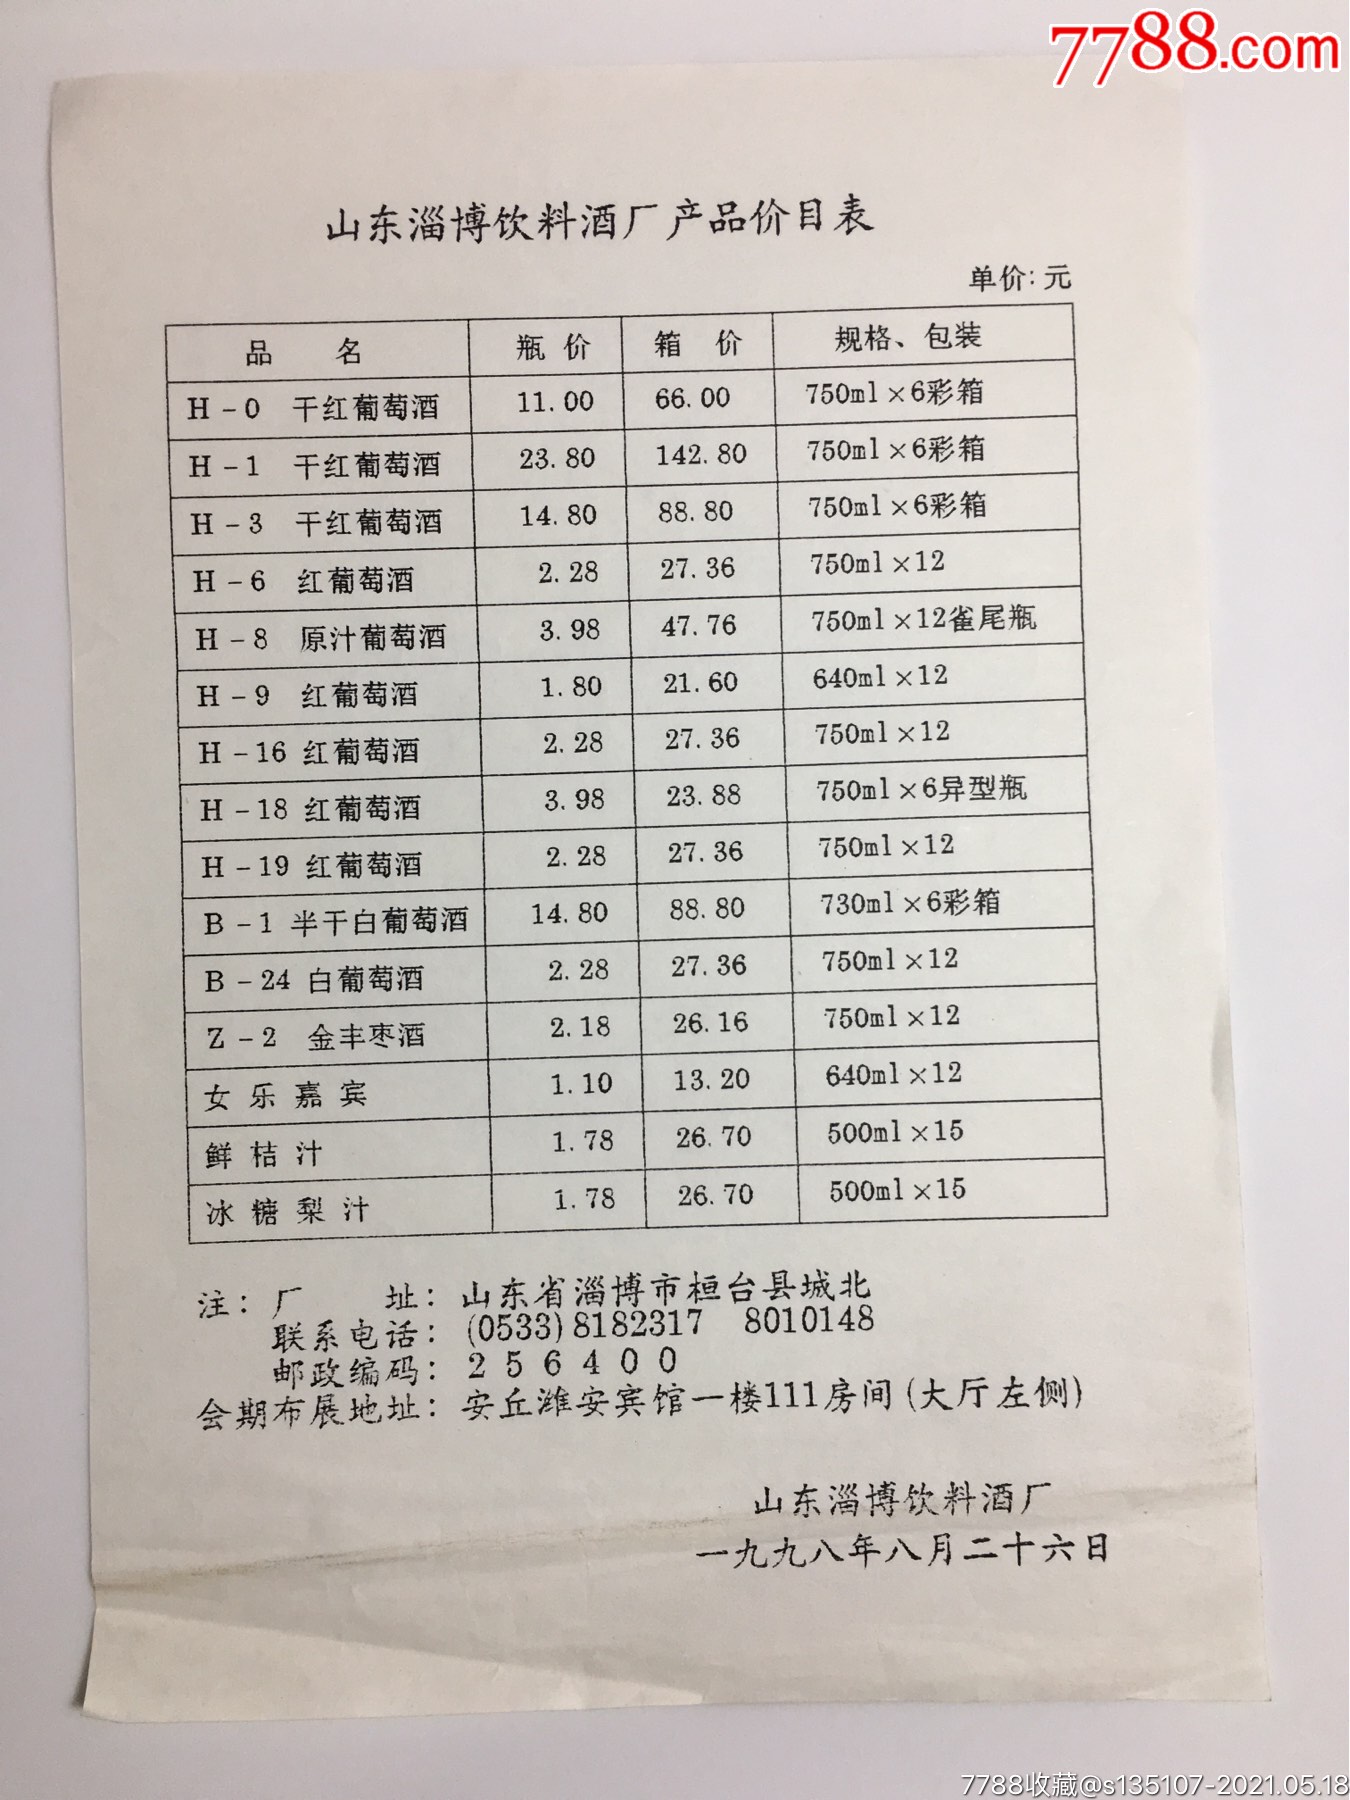 7788.com
山东淄博饮料酒厂产品价目表
单价:元
品 名 瓶价 箱价 规格、包装
H-0 干红葡萄酒 11.00 66.00 750ml×6彩箱
H-1 干红葡萄酒 23.80 142.80 750ml×6彩箱
H-3 干红葡萄酒 14.80 88.80 750ml×6彩箱
H-6 红葡萄酒 2.28 27.36 750ml×12
H-8 原汁葡萄酒 3.98 47.76 750ml×12雀尾瓶
H-9 红葡萄酒 1.80 21.60 640ml×12
H-16 红葡萄酒 2.28 27.36 750ml×12
H-18 红葡萄酒 3.98 23.88 750ml×6异型瓶
H-19 红葡萄酒 2.28 27.36 750ml×12
B-1 半干白葡萄酒 14.80 88.80 730ml×6彩箱
B-24 白葡萄酒 2.28 27.36 750ml×12
Z-2 金丰枣酒 2.18 26.16 750ml×12
女乐嘉宾 1.10 13.20 640ml×12
鲜桔汁 1.78 26.70 500ml×15
冰糖梨汁 1.78 26.70 500ml×15
注:厂 址:山东省淄博市桓台县城北
联系电话:(0533)8182317 8010148
邮政编码:256400
会期布展地址:安丘潍安宾馆一楼111房间(大厅左侧)
山东淄博饮料酒厂
一九九八年八月二十六日
7788收藏@s135107-2021.05.18